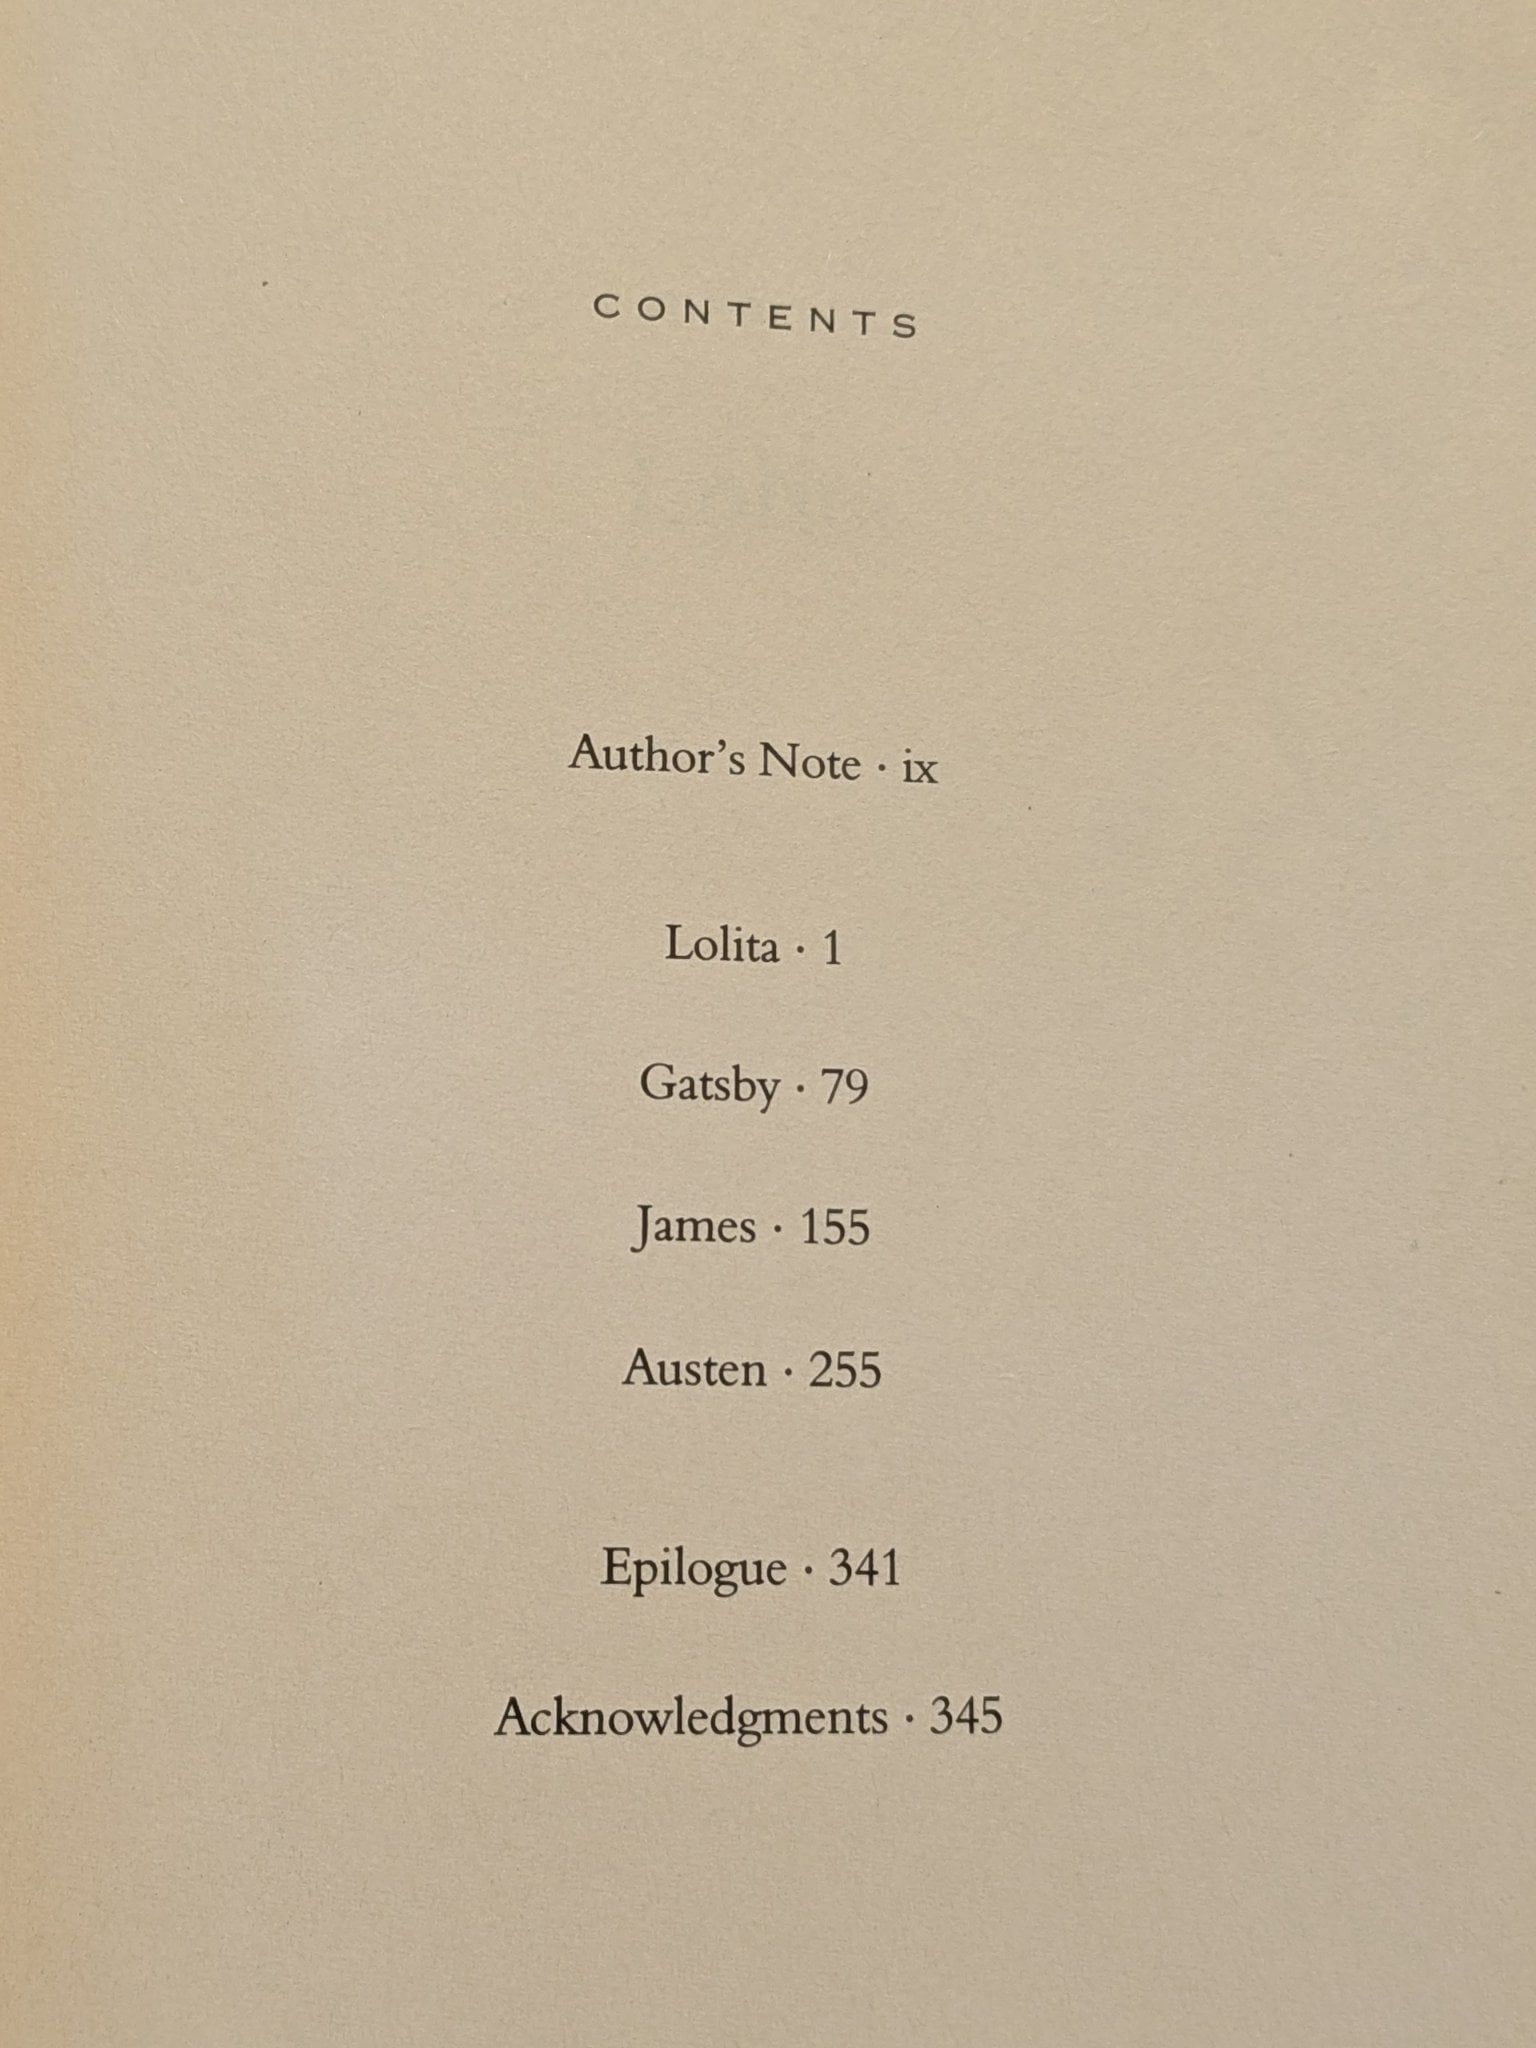 CONTENTS
Author’s Note · ix
Lolita · 1
Gatsby · 79
James · 155
Austen · 255
Epilogue · 341
Acknowledgments · 345